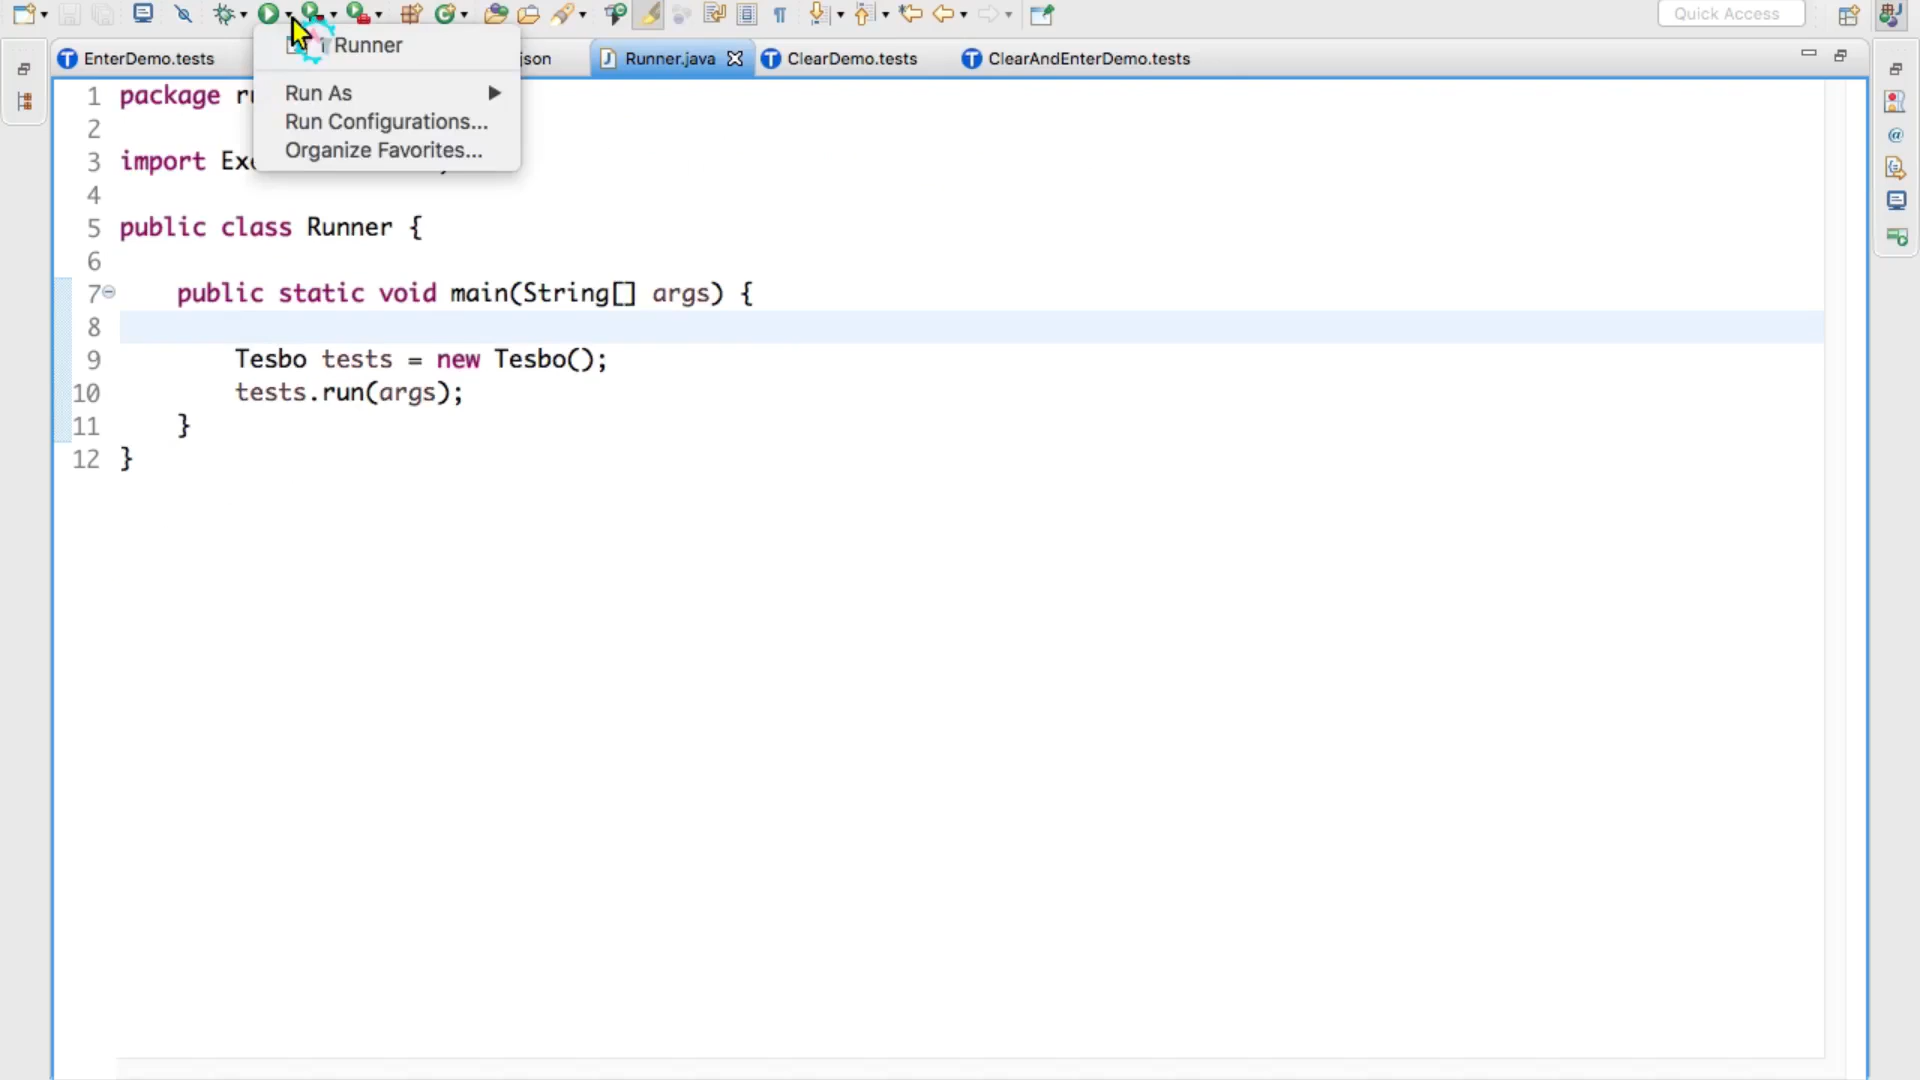 Quick Access
1 Runner
EnterDemo.tests
json
Runner.java
ClearDemo.tests
ClearAndEnterDemo.tests
Run As
Run Configurations...
Organize Favorites...
1 package
2
3 import
4
5 public class Runner {
6
7 public static void main(String[] args) {
8
9 Tesbo tests = new Tesbo();
10 tests.run(args);
11 }
12 }